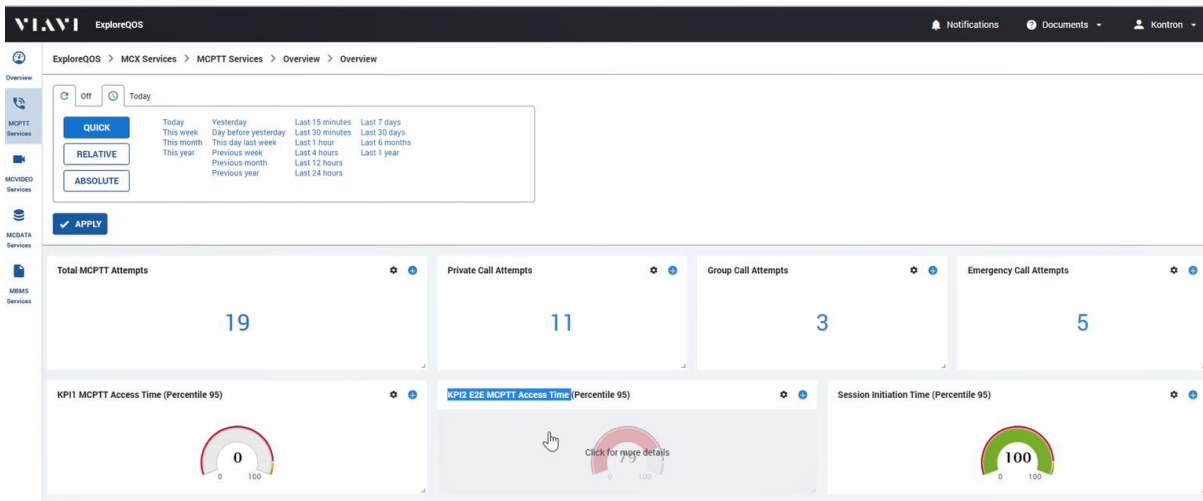 VIAVI ExploreQOS Notifications Documents Kontron
ExploreQOS > MCX Services > MCPTT Services > Overview > Overview
Overview
MCPTT
Services
MCVIDEO
Services
MCDATA
Services
MBMS
Services
Off Today
QUICK
RELATIVE
ABSOLUTE
Today Yesterday Last 15 minutes Last 7 days
This week Day before yesterday Last 30 minutes Last 30 days
This month This day last week Last 1 hour Last 6 months
This year Previous week Last 4 hours Last 1 year
Previous month Last 12 hours
Previous year Last 24 hours
APPLY
Total MCPTT Attempts
19
Private Call Attempts
11
Group Call Attempts
3
Emergency Call Attempts
5
KPI1 MCPTT Access Time (Percentile 95)
0
0 100
KPI2 E2E MCPTT Access Time (Percentile 95)
79
Click for more details
0 100
Session Initiation Time (Percentile 95)
100
0 100